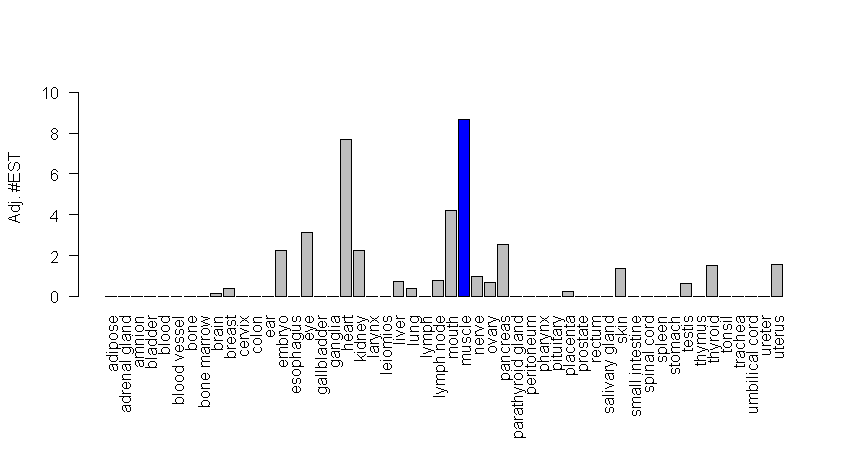 Adj. #EST
10
8
6
4
2
0
adipose
adrenal gland
amnion
bladder
blood
blood vessel
bone
bone marrow
brain
breast
cervix
colon
ear
embryo
esophagus
eye
gallbladder
ganglia
heart
kidney
larynx
leiomios
liver
lung
lymph
lymph node
mouth
muscle
nerve
ovary
pancreas
parathyroid gland
peritoneum
pharynx
pituitary
placenta
prostate
rectum
salivary gland
skin
small intestine
spinal cord
spleen
stomach
testis
thymus
thyroid
tonsil
trachea
umbilical cord
ureter
uterus